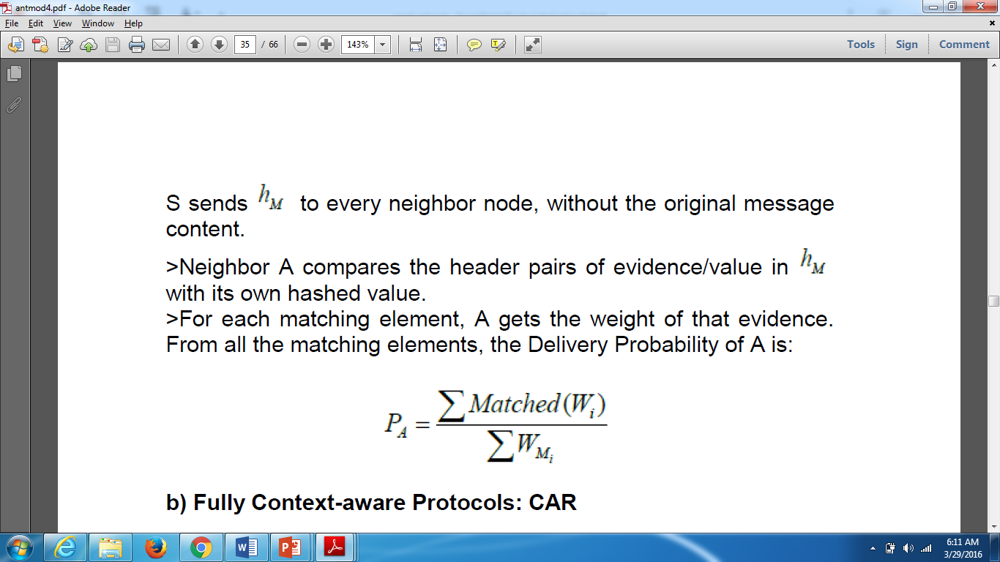 antmod4.pdf - Adobe Reader
File Edit View Window Help
35 / 66 143% Tools Sign Comment
S sends h_M to every neighbor node, without the original message
content.
>Neighbor A compares the header pairs of evidence/value in h_M
with its own hashed value.
>For each matching element, A gets the weight of that evidence.
From all the matching elements, the Delivery Probability of A is:
P_A = ∑ Matched (W_i) / ∑ W_{M_i}
b) Fully Context-aware Protocols: CAR
6:11 AM
3/29/2016